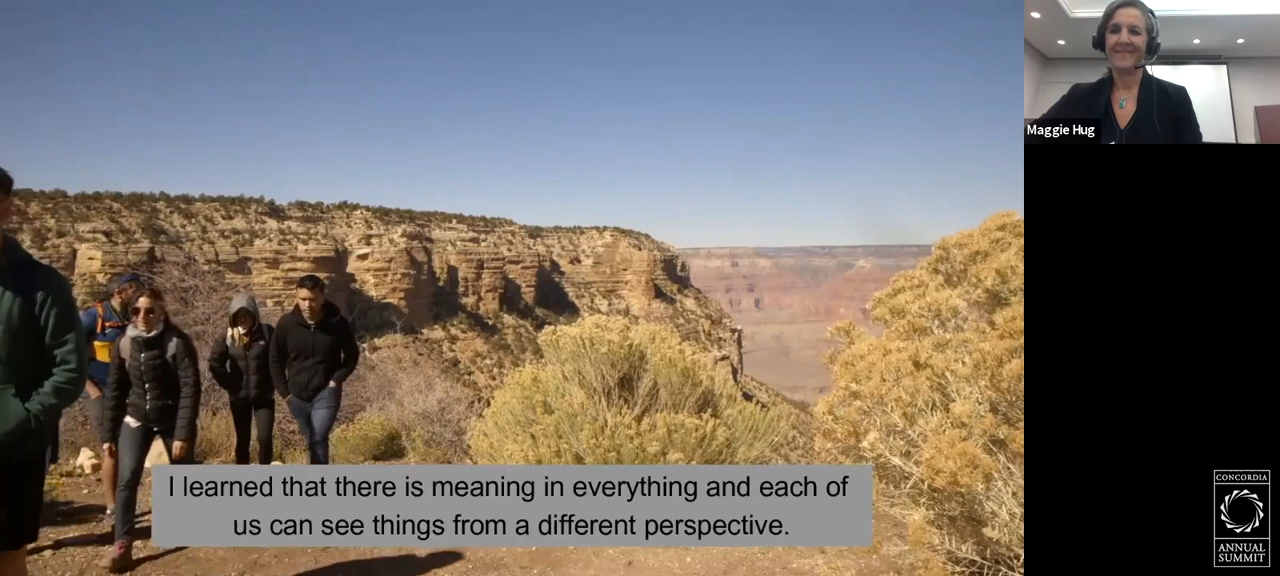 Maggie Hug
I learned that there is meaning in everything and each of
us can see things from a different perspective.
CONCORDIA
ANNUAL
SUMMIT